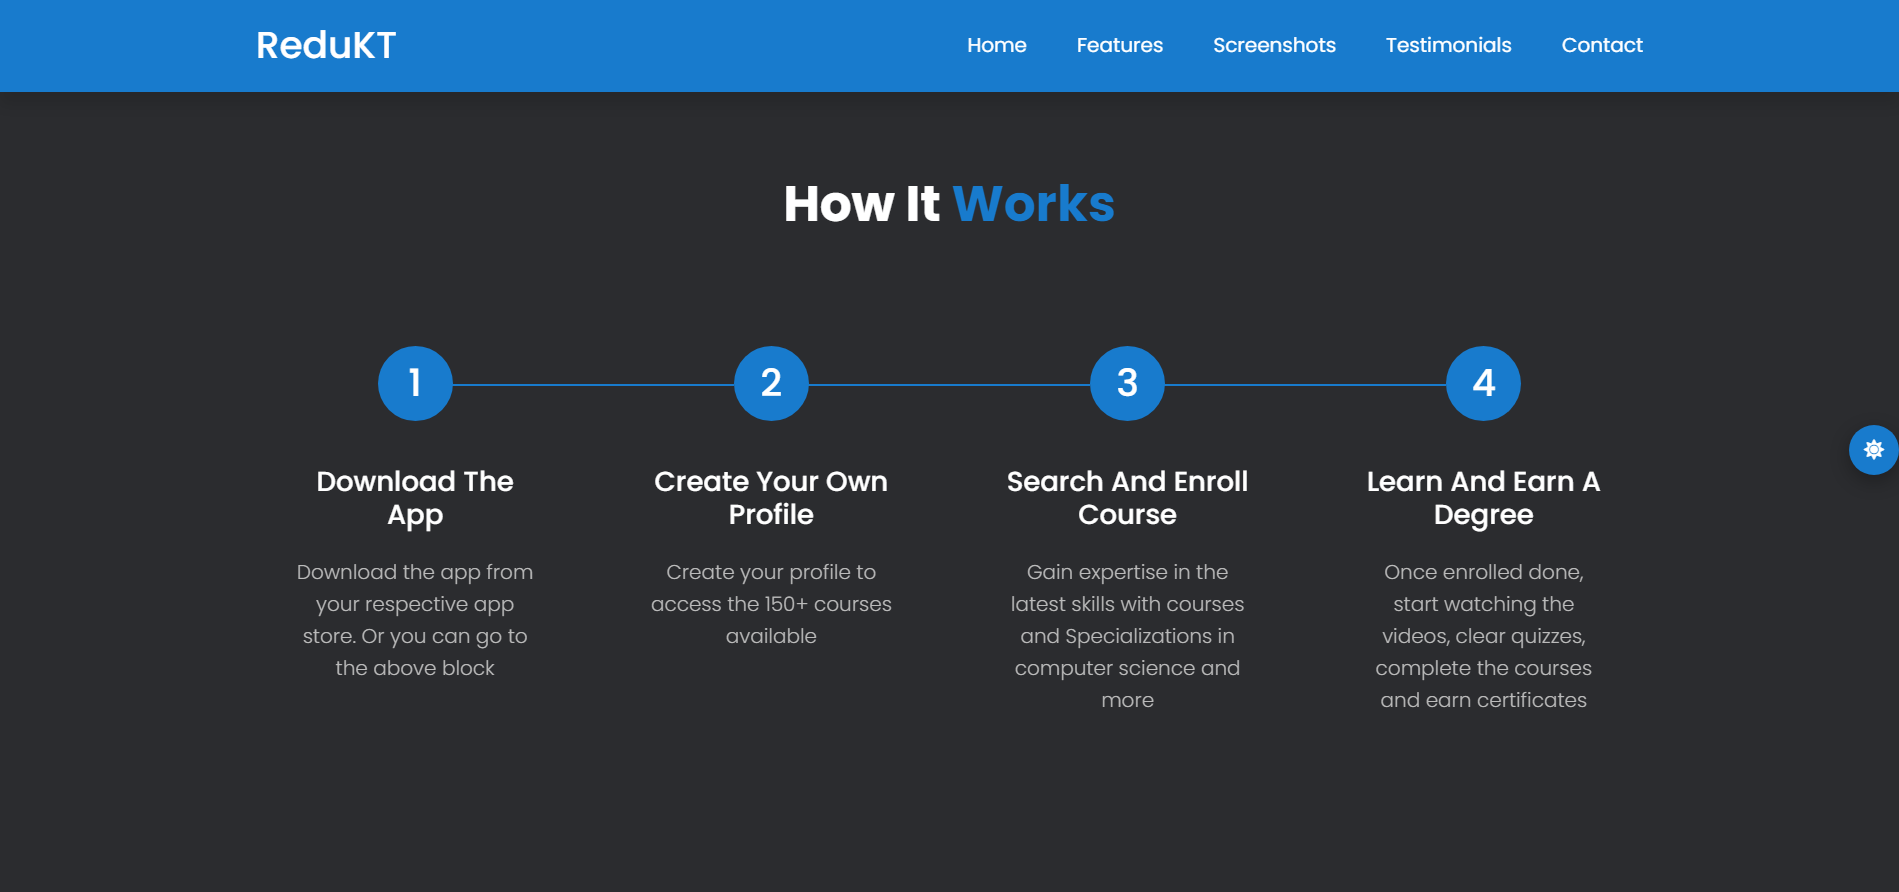 ReduKT
Home Features Screenshots Testimonials Contact
How It Works
1
Download The
App
Download the app from
your respective app
store. Or you can go to
the above block
2
Create Your Own
Profile
Create your profile to
access the 150+ courses
available
3
Search And Enroll
Course
Gain expertise in the
latest skills with courses
and Specializations in
computer science and
more
4
Learn And Earn A
Degree
Once enrolled done,
start watching the
videos, clear quizzes,
complete the courses
and earn certificates